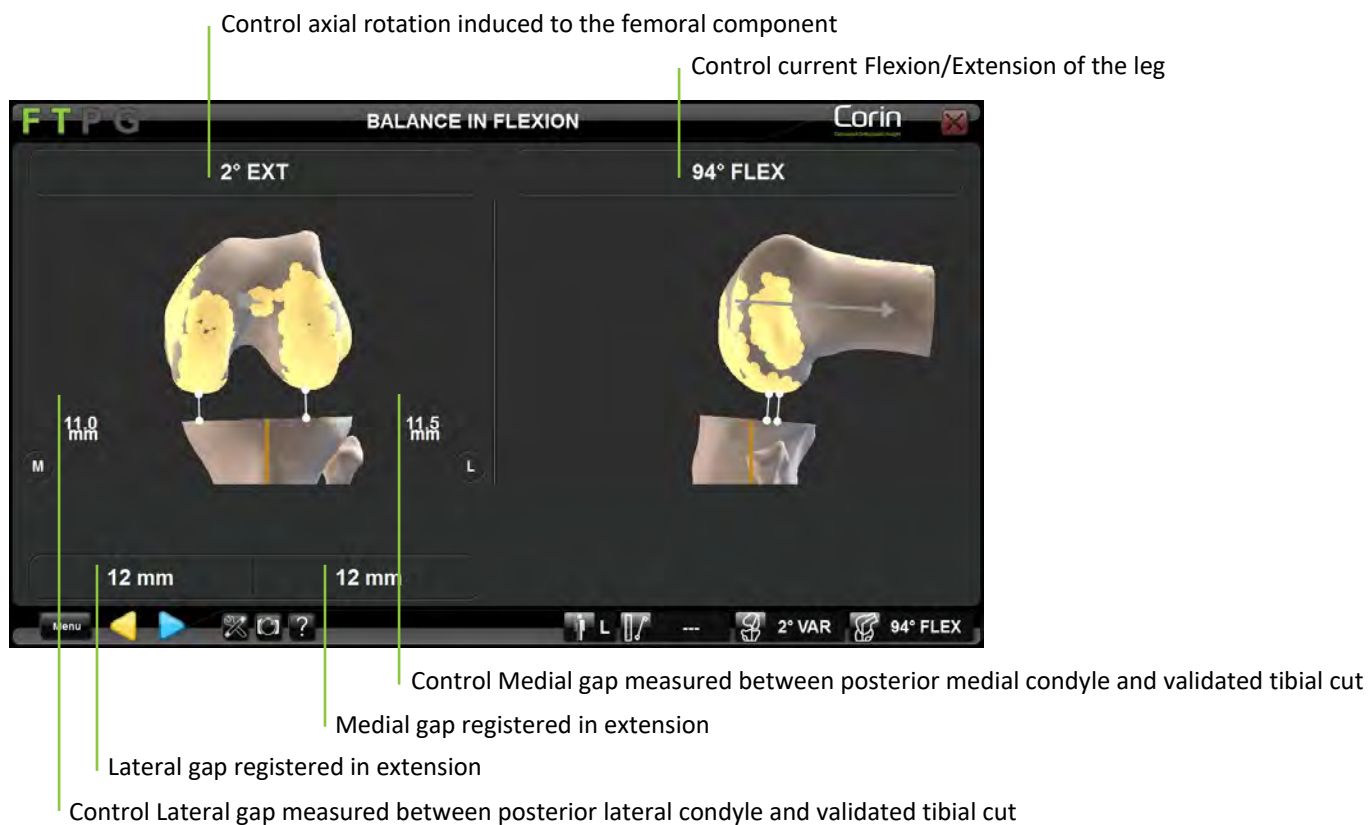 Control axial rotation induced to the femoral component
Control current Flexion/Extension of the leg
F T P G
BALANCE IN FLEXION
Corin
2° EXT
94° FLEX
11.0
mm
11.5
mm
M
L
12 mm
12 mm
Menu
?
L
---
2° VAR
94° FLEX
Control Medial gap measured between posterior medial condyle and validated tibial cut
Medial gap registered in extension
Lateral gap registered in extension
Control Lateral gap measured between posterior lateral condyle and validated tibial cut